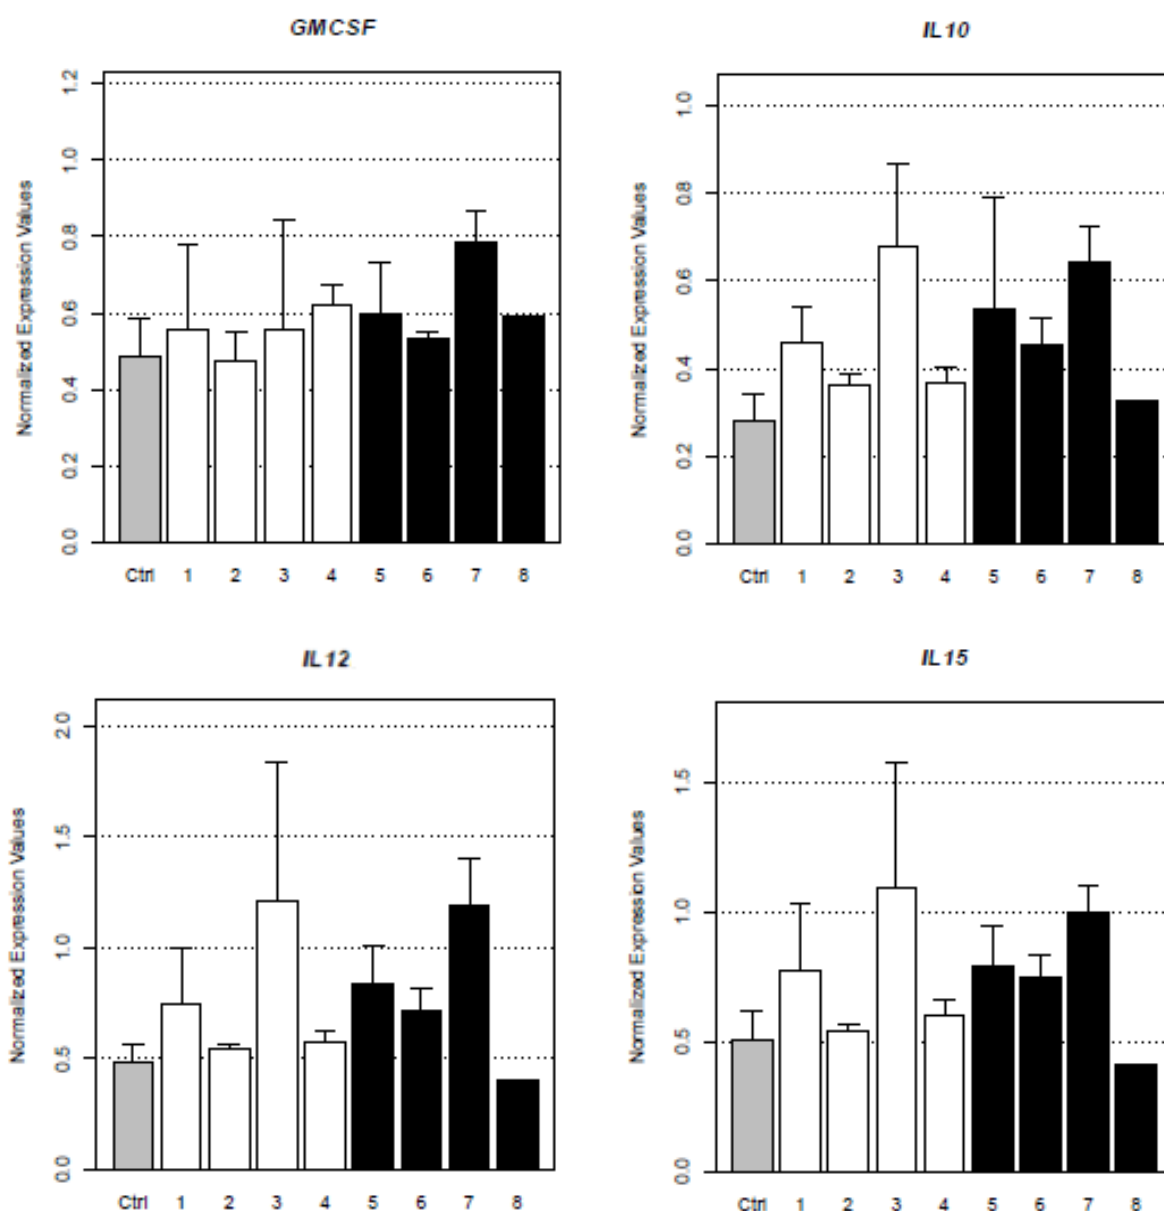 GMCSF
Normalized Expression Values
0.0 0.2 0.4 0.6 0.8 1.0 1.2
Ctrl 1 2 3 4 5 6 7 8
IL10
Normalized Expression Values
0.0 0.2 0.4 0.6 0.8 1.0
Ctrl 1 2 3 4 5 6 7 8
IL12
Normalized Expression Values
0.0 0.5 1.0 1.5 2.0
Ctrl 1 2 3 4 5 6 7 8
IL15
Normalized Expression Values
0.0 0.5 1.0 1.5
Ctrl 1 2 3 4 5 6 7 8